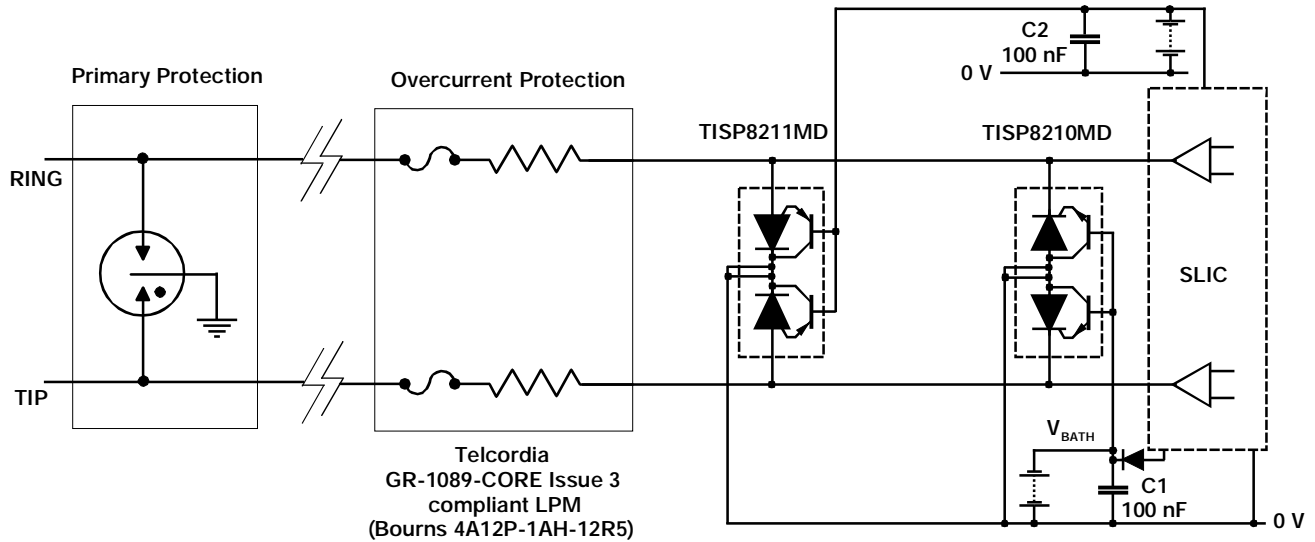 C2
100 nF
0 V
Primary Protection
Overcurrent Protection
TISP8211MD
TISP8210MD
RING
SLIC
TIP
V_BATH
C1
100 nF
0 V
Telcordia
GR-1089-CORE Issue 3
compliant LPM
(Bourns 4A12P-1AH-12R5)